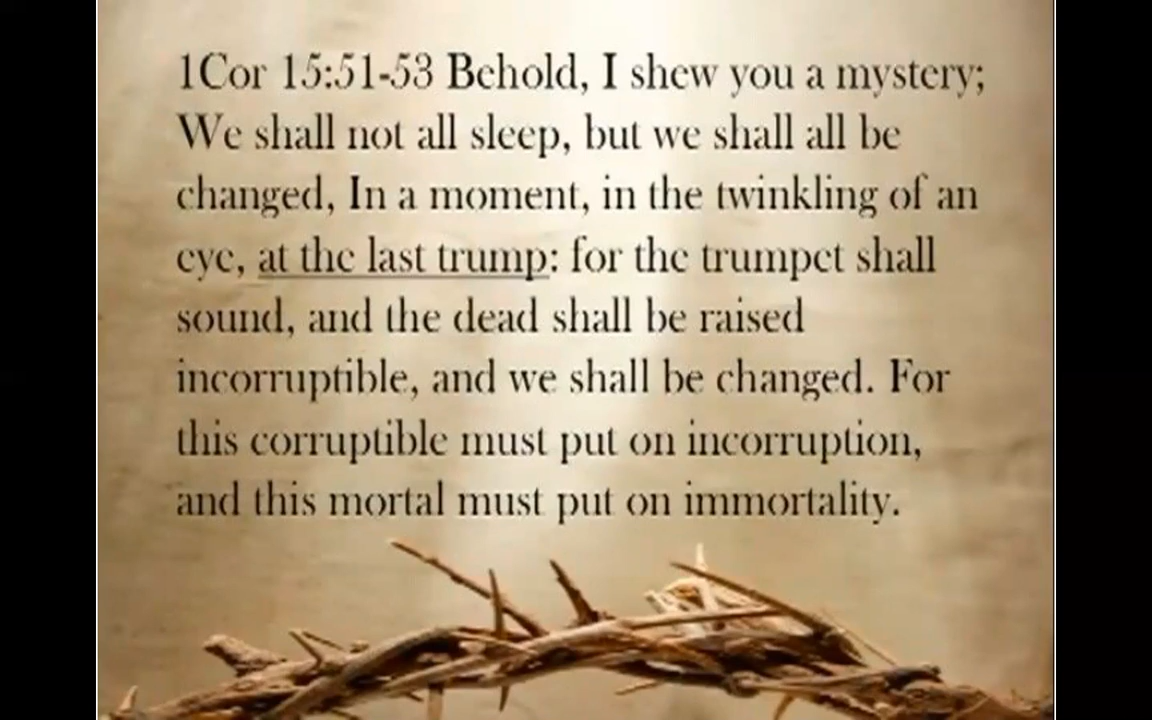 1Cor 15:51-53 Behold, I shew you a mystery;
We shall not all sleep, but we shall all be
changed, In a moment, in the twinkling of an
eye, at the last trump: for the trumpet shall
sound, and the dead shall be raised
incorruptible, and we shall be changed. For
this corruptible must put on incorruption,
and this mortal must put on immortality.